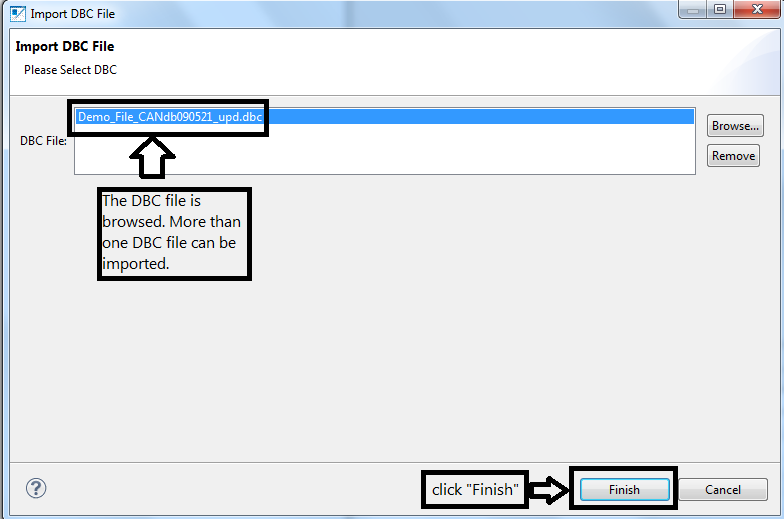 Import DBC File
Import DBC File
Please Select DBC
Demo_File_CANdb090521_upd.dbc
Browse...
DBC File:
Remove
The DBC file is
browsed. More than
one DBC file can be
imported.
click "Finish"
Finish
Cancel